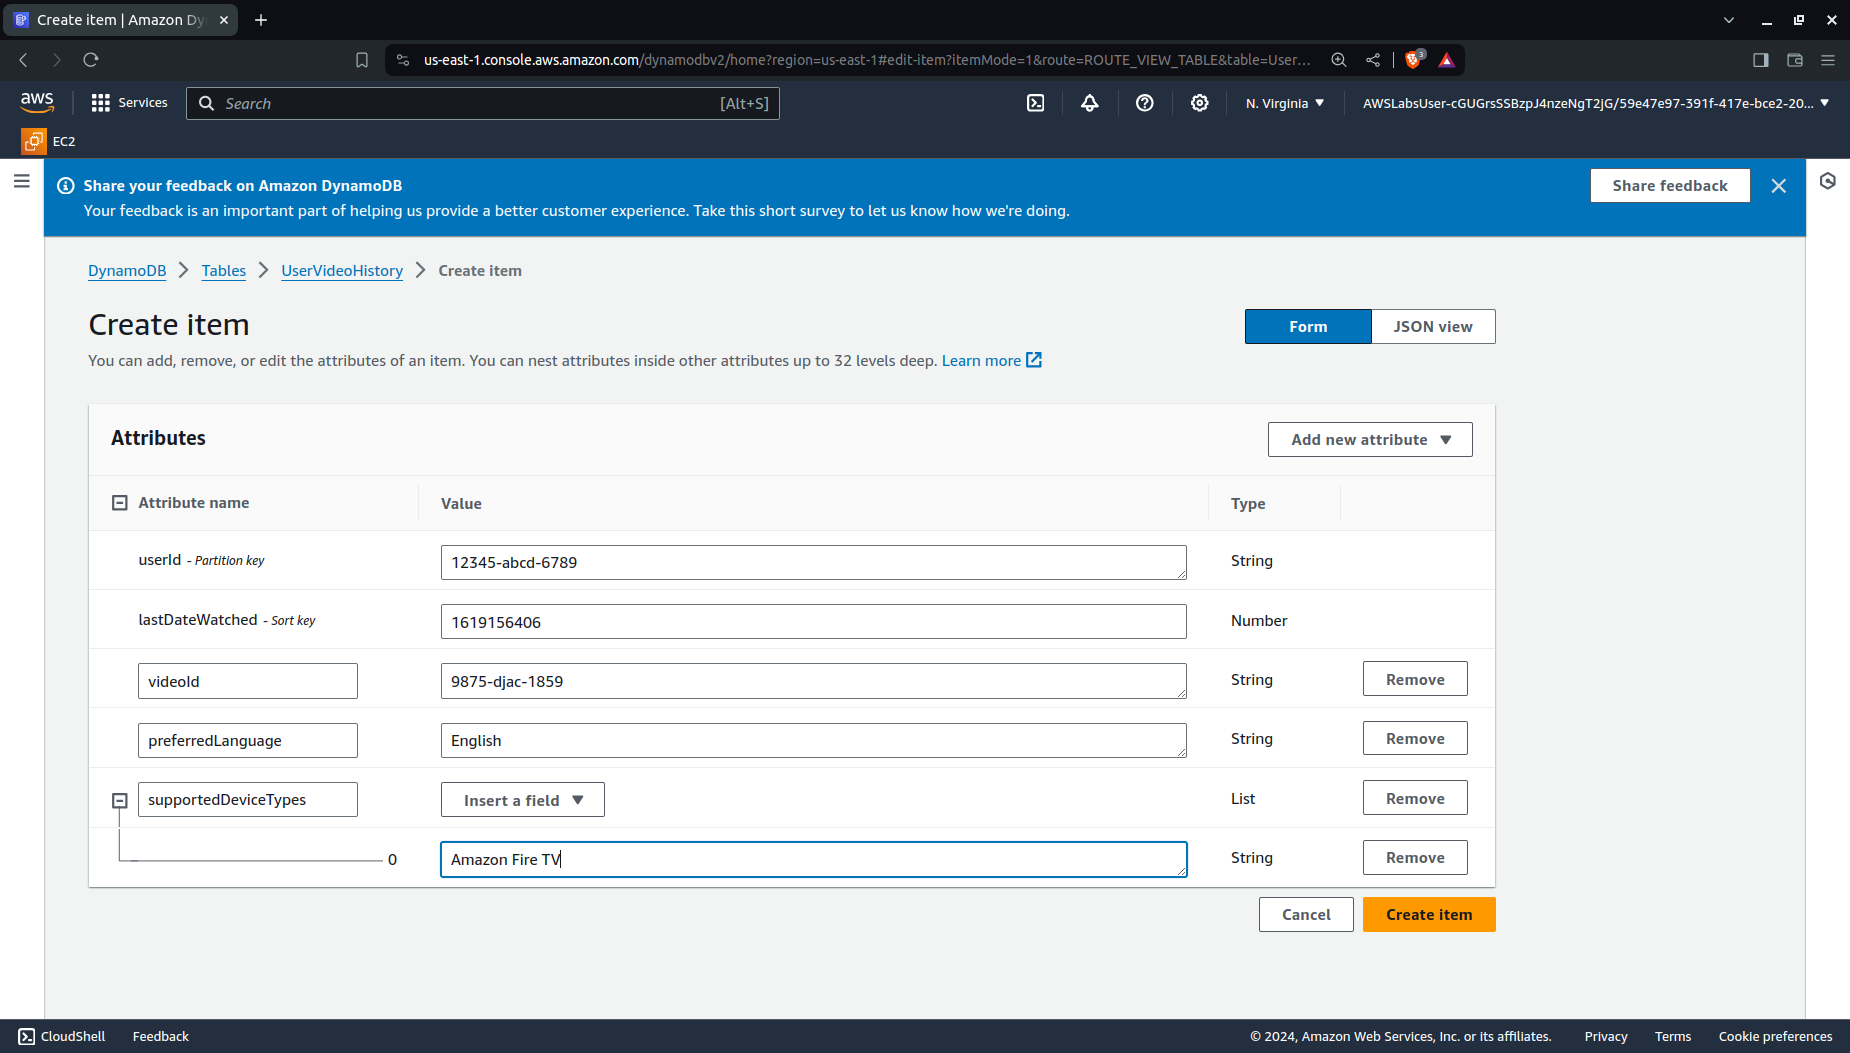 Create item | Amazon Dy
us-east-1.console.aws.amazon.com/dynamodbv2/home?region=us-east-1#edit-item?itemMode=1&route=ROUTE_VIEW_TABLE&table=User...
3
aws
Services
Search
[Alt+S]
N. Virginia
AWSLabsUser-cGUGrsSSBzpJ4nzeNgT2jG/59e47e97-391f-417e-bce2-20...
EC2
Share your feedback on Amazon DynamoDB
Your feedback is an important part of helping us provide a better customer experience. Take this short survey to let us know how we're doing.
Share feedback
DynamoDB > Tables > UserVideoHistory > Create item
Create item
Form
JSON view
You can add, remove, or edit the attributes of an item. You can nest attributes inside other attributes up to 32 levels deep. Learn more
Attributes
Add new attribute
Attribute name Value Type
userId - Partition key 12345-abcd-6789 String
lastDateWatched - Sort key 1619156406 Number
videoId 9875-djac-1859 String Remove
preferredLanguage English String Remove
supportedDeviceTypes Insert a field List Remove
0 Amazon Fire TV String Remove
Cancel
Create item
CloudShell
Feedback
© 2024, Amazon Web Services, Inc. or its affiliates.
Privacy
Terms
Cookie preferences